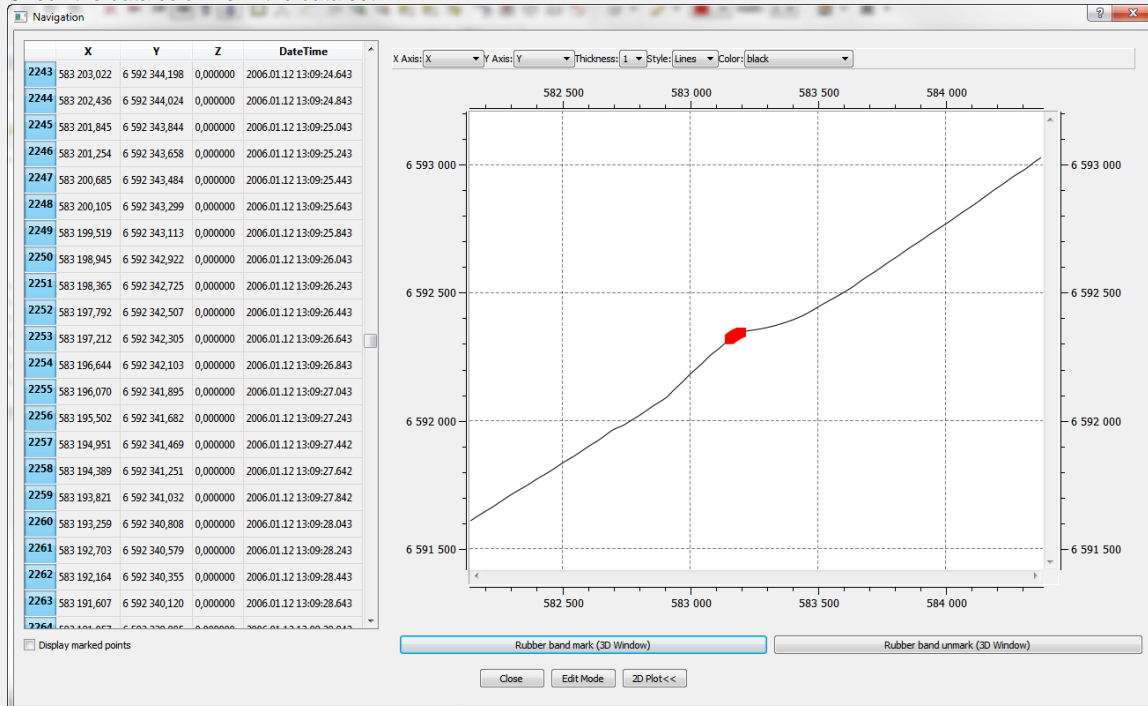 Navigation
X Y Z DateTime
2243 583 203,022 6 592 344,198 0,000000 2006.01.12 13:09:24.643
2244 583 202,436 6 592 344,024 0,000000 2006.01.12 13:09:24.843
2245 583 201,845 6 592 343,844 0,000000 2006.01.12 13:09:25.043
2246 583 201,254 6 592 343,658 0,000000 2006.01.12 13:09:25.243
2247 583 200,685 6 592 343,484 0,000000 2006.01.12 13:09:25.443
2248 583 200,105 6 592 343,299 0,000000 2006.01.12 13:09:25.643
2249 583 199,519 6 592 343,113 0,000000 2006.01.12 13:09:25.843
2250 583 198,945 6 592 342,922 0,000000 2006.01.12 13:09:26.043
2251 583 198,365 6 592 342,725 0,000000 2006.01.12 13:09:26.243
2252 583 197,792 6 592 342,507 0,000000 2006.01.12 13:09:26.443
2253 583 197,212 6 592 342,305 0,000000 2006.01.12 13:09:26.643
2254 583 196,644 6 592 342,103 0,000000 2006.01.12 13:09:26.843
2255 583 196,070 6 592 341,895 0,000000 2006.01.12 13:09:27.043
2256 583 195,502 6 592 341,682 0,000000 2006.01.12 13:09:27.243
2257 583 194,951 6 592 341,469 0,000000 2006.01.12 13:09:27.442
2258 583 194,389 6 592 341,251 0,000000 2006.01.12 13:09:27.642
2259 583 193,821 6 592 341,032 0,000000 2006.01.12 13:09:27.842
2260 583 193,259 6 592 340,808 0,000000 2006.01.12 13:09:28.043
2261 583 192,703 6 592 340,579 0,000000 2006.01.12 13:09:28.243
2262 583 192,164 6 592 340,355 0,000000 2006.01.12 13:09:28.443
2263 583 191,607 6 592 340,120 0,000000 2006.01.12 13:09:28.643
2264
Display marked points
X Axis: X Y Axis: Y Thickness: 1 Style: Lines Color: black
582 500 583 000 583 500 584 000
6 593 000 6 593 000
6 592 500 6 592 500
6 592 000 6 592 000
6 591 500 6 591 500
582 500 583 000 583 500 584 000
Rubber band mark (3D Window) Rubber band unmark (3D Window)
Close Edit Mode 2D Plot<<